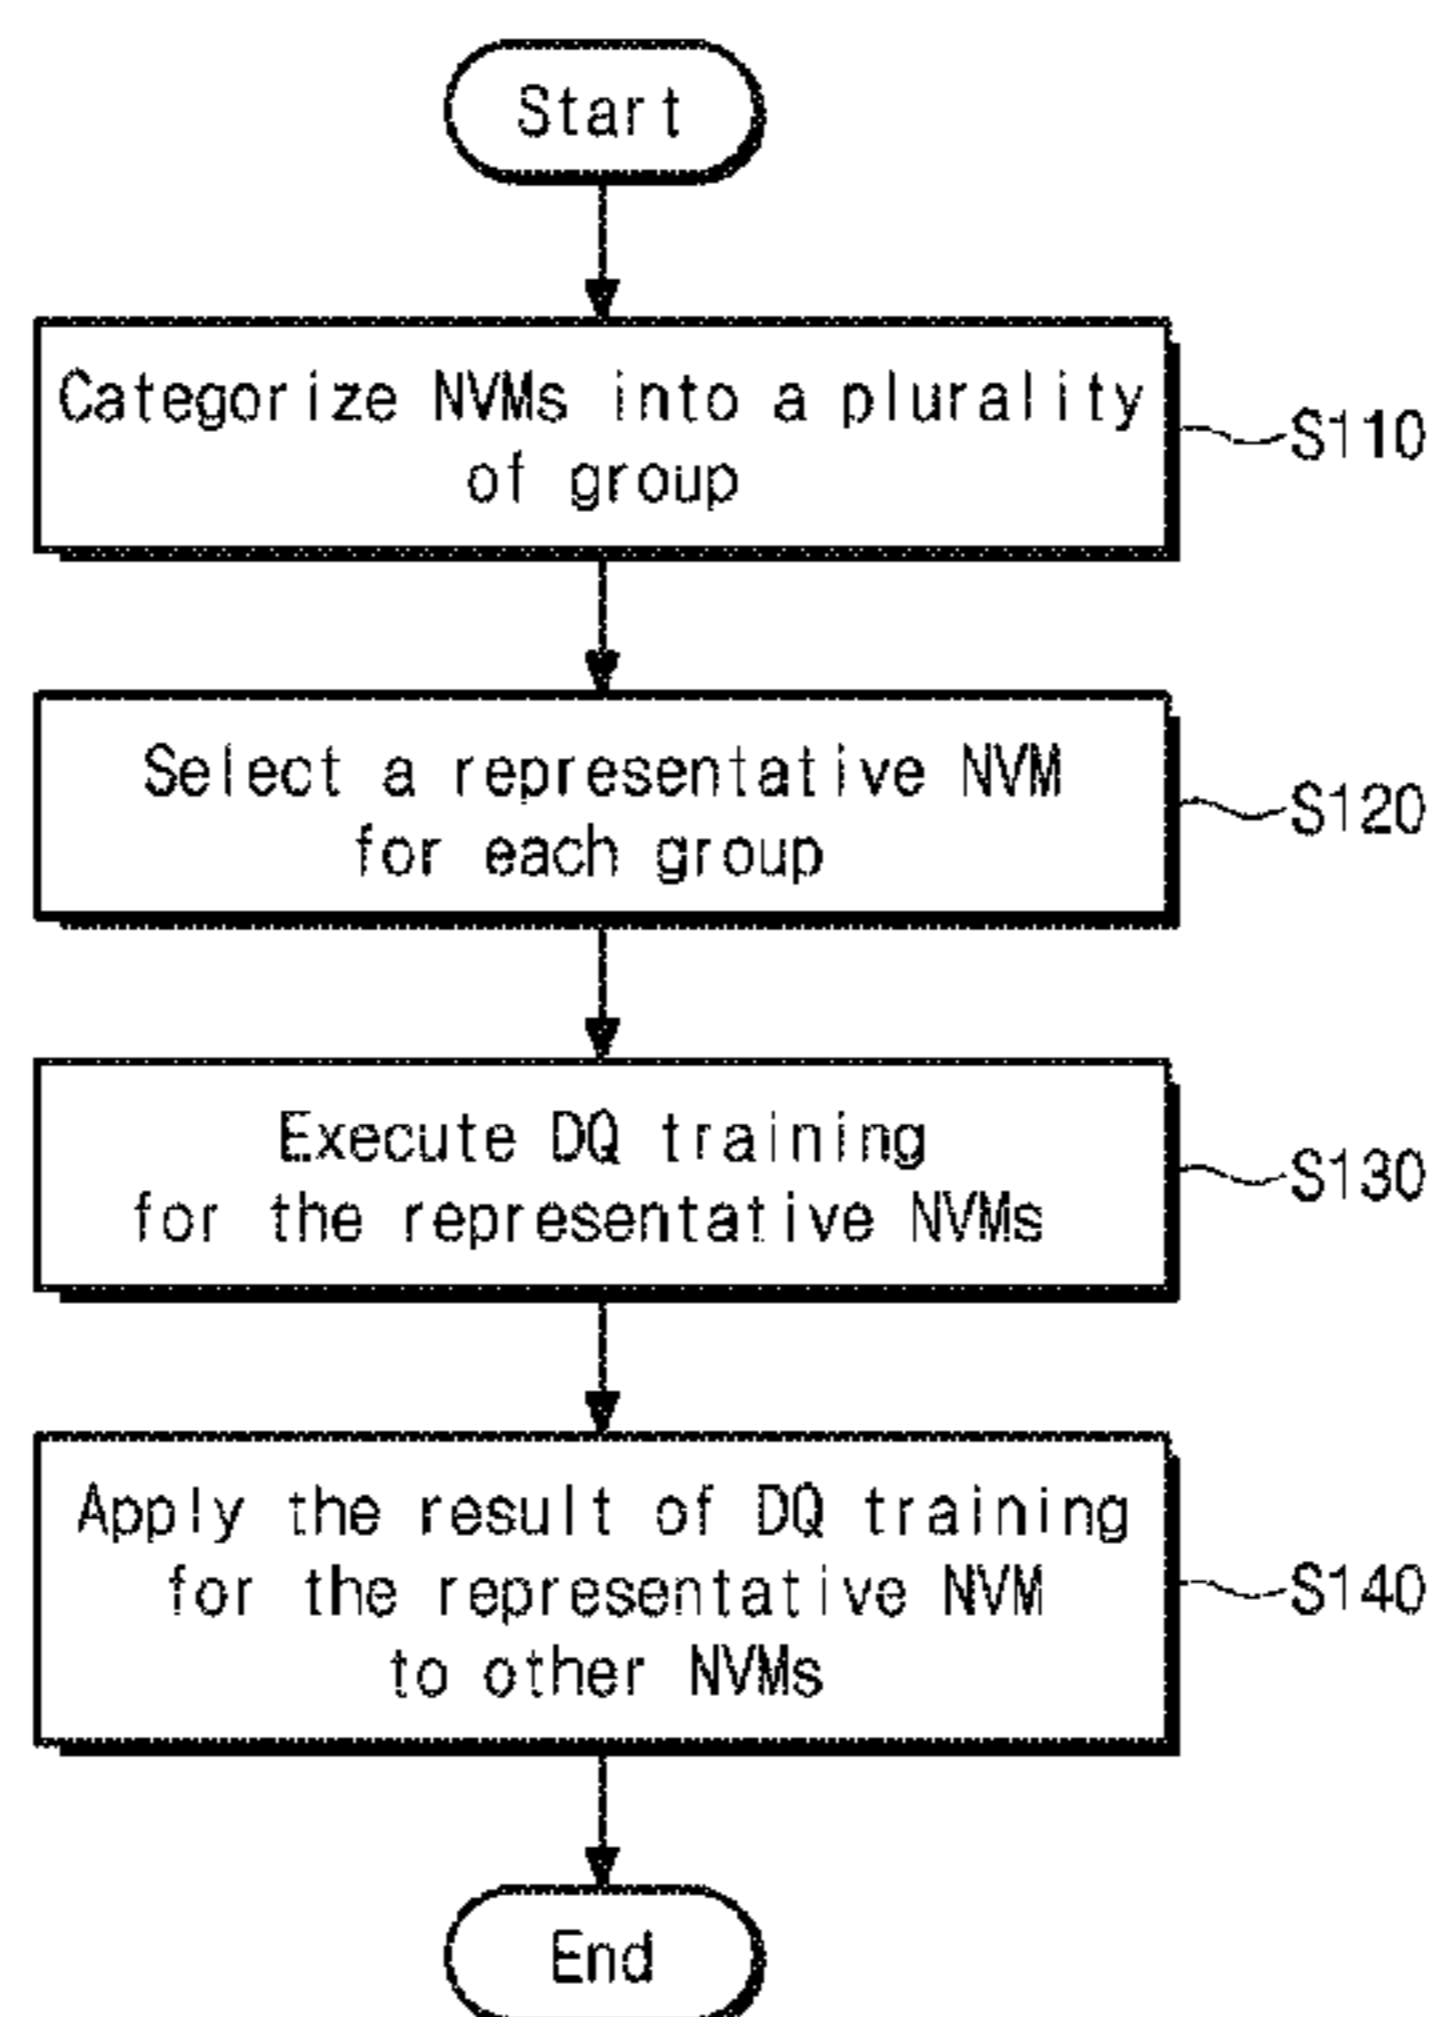 Start
Categorize NVMs into a plurality
of group
S110
Select a representative NVM
for each group
S120
Execute DQ training
for the representative NVMs
S130
Apply the result of DQ training
for the representative NVM
to other NVMs
S140
End